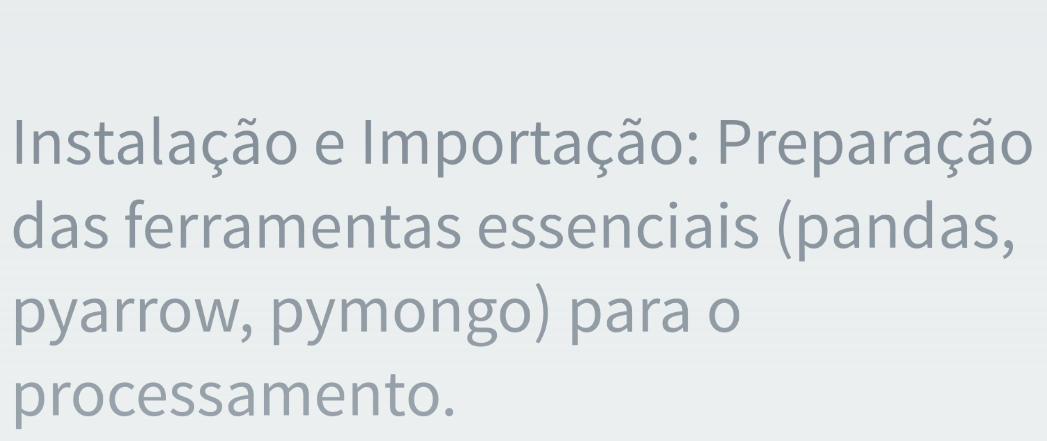 Instalação e Importação: Preparação
das ferramentas essenciais (pandas,
pyarrow, pymongo) para o
processamento.